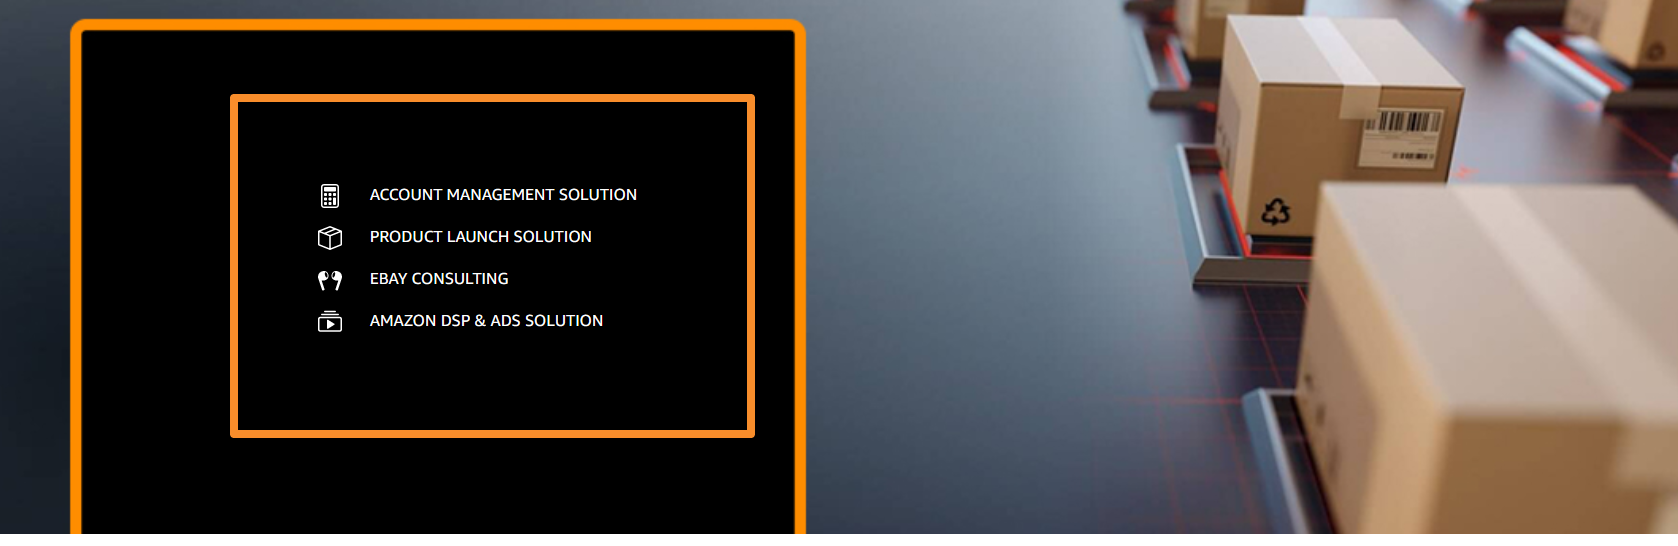 ACCOUNT MANAGEMENT SOLUTION
PRODUCT LAUNCH SOLUTION
EBAY CONSULTING
AMAZON DSP & ADS SOLUTION